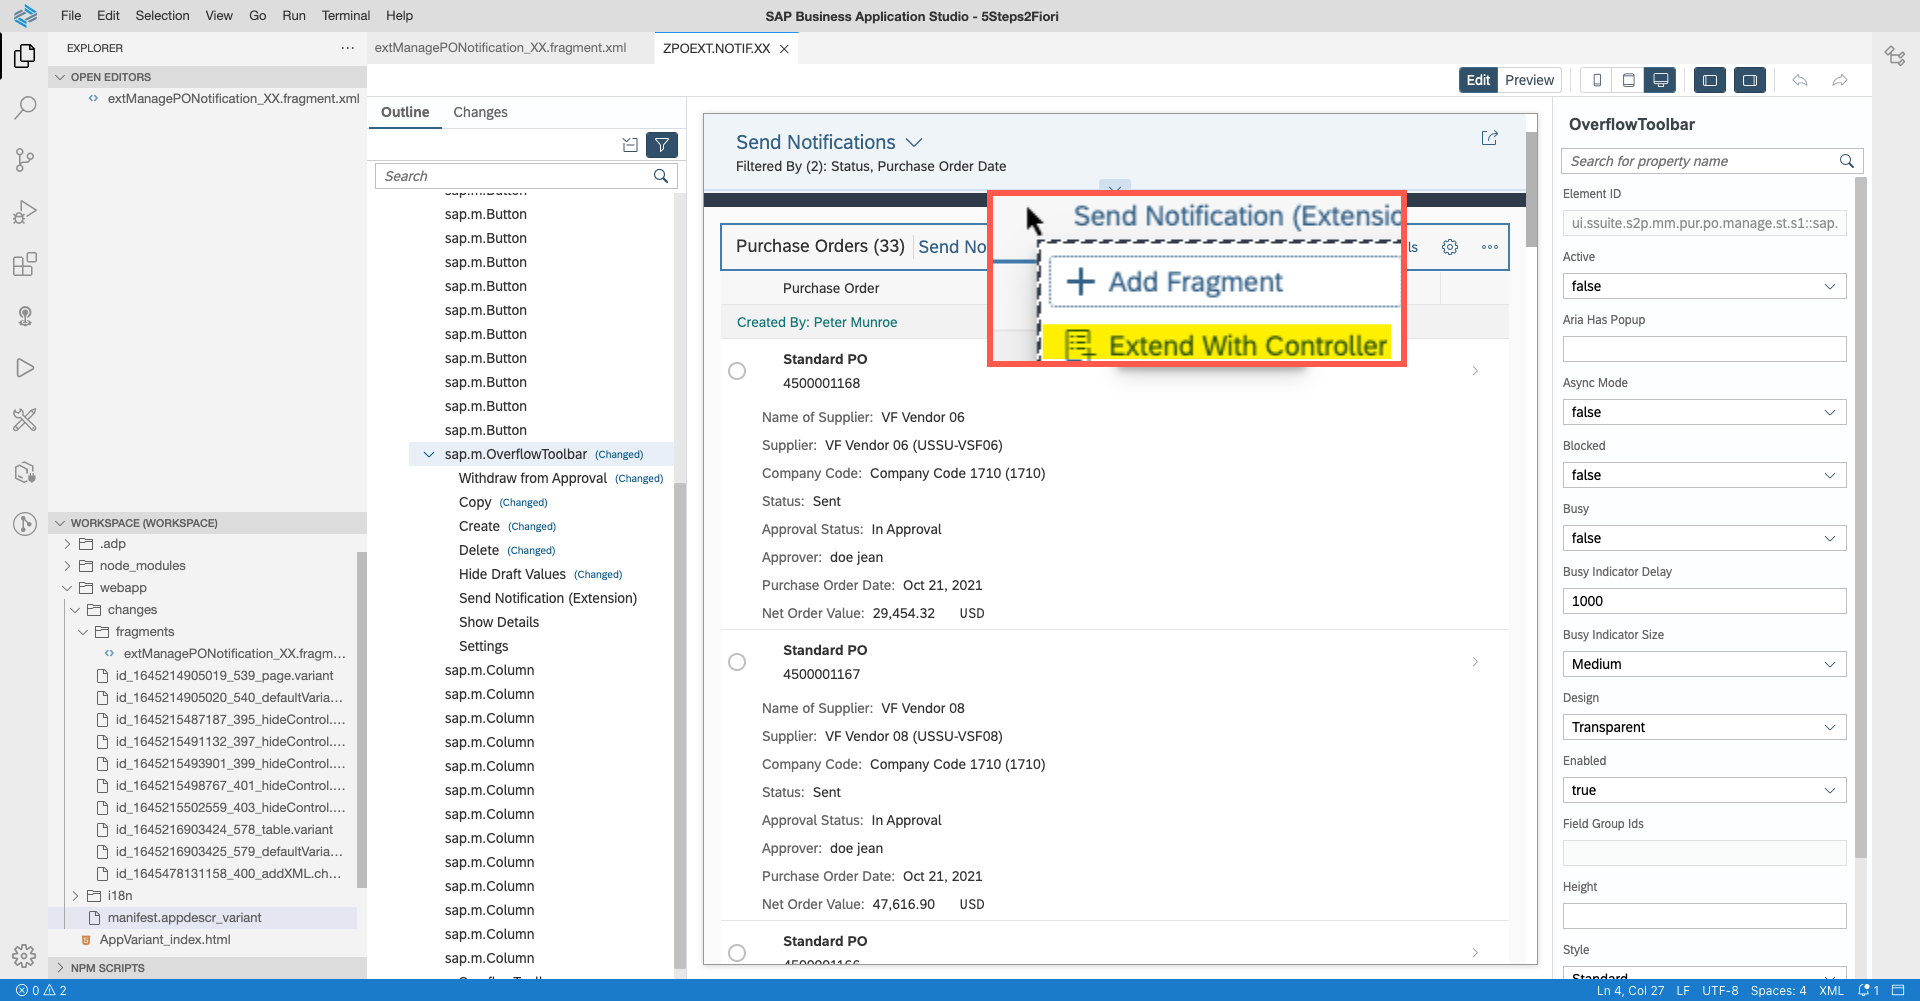 File Edit Selection View Go Run Terminal Help
SAP Business Application Studio - 5Steps2Fiori
EXPLORER
OPEN EDITORS
extManagePONotification_XX.fragment.xml
WORKSPACE (WORKSPACE)
.adp
node_modules
webapp
changes
fragments
extManagePONotification_XX.fragm...
id_1645214905019_539_page.variant
id_1645214905020_540_defaultVaria...
id_1645215487187_395_hideControl....
id_1645215491132_397_hideControl....
id_1645215493901_399_hideControl....
id_1645215498767_401_hideControl....
id_1645215502559_403_hideControl....
id_1645216903424_578_table.variant
id_1645216903425_579_defaultVaria...
id_1645478131158_400_addXML.ch...
i18n
manifest.appdescr_variant
AppVariant_index.html
NPM SCRIPTS
extManagePONotification_XX.fragment.xml
ZPOEXT.NOTIF.XX
Edit Preview
Outline Changes
Search
sap.m.Button
sap.m.Button
sap.m.Button
sap.m.Button
sap.m.Button
sap.m.Button
sap.m.Button
sap.m.Button
sap.m.Button
sap.m.Button
sap.m.Button
sap.m.OverflowToolbar (Changed)
Withdraw from Approval (Changed)
Copy (Changed)
Create (Changed)
Delete (Changed)
Hide Draft Values (Changed)
Send Notification (Extension)
Show Details
Settings
sap.m.Column
sap.m.Column
sap.m.Column
sap.m.Column
sap.m.Column
sap.m.Column
sap.m.Column
sap.m.Column
sap.m.Column
sap.m.Column
sap.m.Column
sap.m.Column
sap.m.Column
Send Notifications
Filtered By (2): Status, Purchase Order Date
Purchase Orders (33) Send No
ls
Send Notification (Extensio
Add Fragment
Extend With Controller
Purchase Order
Created By: Peter Munroe
Standard PO
4500001168
Name of Supplier: VF Vendor 06
Supplier: VF Vendor 06 (USSU-VSF06)
Company Code: Company Code 1710 (1710)
Status: Sent
Approval Status: In Approval
Approver: doe jean
Purchase Order Date: Oct 21, 2021
Net Order Value: 29,454.32 USD
Standard PO
4500001167
Name of Supplier: VF Vendor 08
Supplier: VF Vendor 08 (USSU-VSF08)
Company Code: Company Code 1710 (1710)
Status: Sent
Approval Status: In Approval
Approver: doe jean
Purchase Order Date: Oct 21, 2021
Net Order Value: 47,616.90 USD
Standard PO
4500001166
OverflowToolbar
Search for property name
Element ID
ui.ssuite.s2p.mm.pur.po.manage.st.s1::sap.
Active
false
Aria Has Popup
Async Mode
false
Blocked
false
Busy
false
Busy Indicator Delay
1000
Busy Indicator Size
Medium
Design
Transparent
Enabled
true
Field Group Ids
Height
Style
Standard
0 2
Ln 4, Col 27 LF UTF-8 Spaces: 4 XML 1